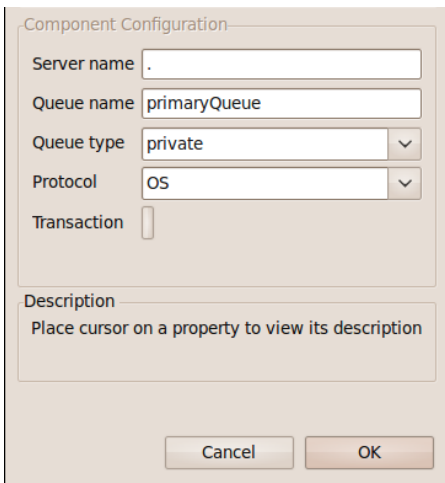 Component Configuration
Server name .
Queue name primaryQueue
Queue type private
Protocol OS
Transaction
Description
Place cursor on a property to view its description
Cancel OK